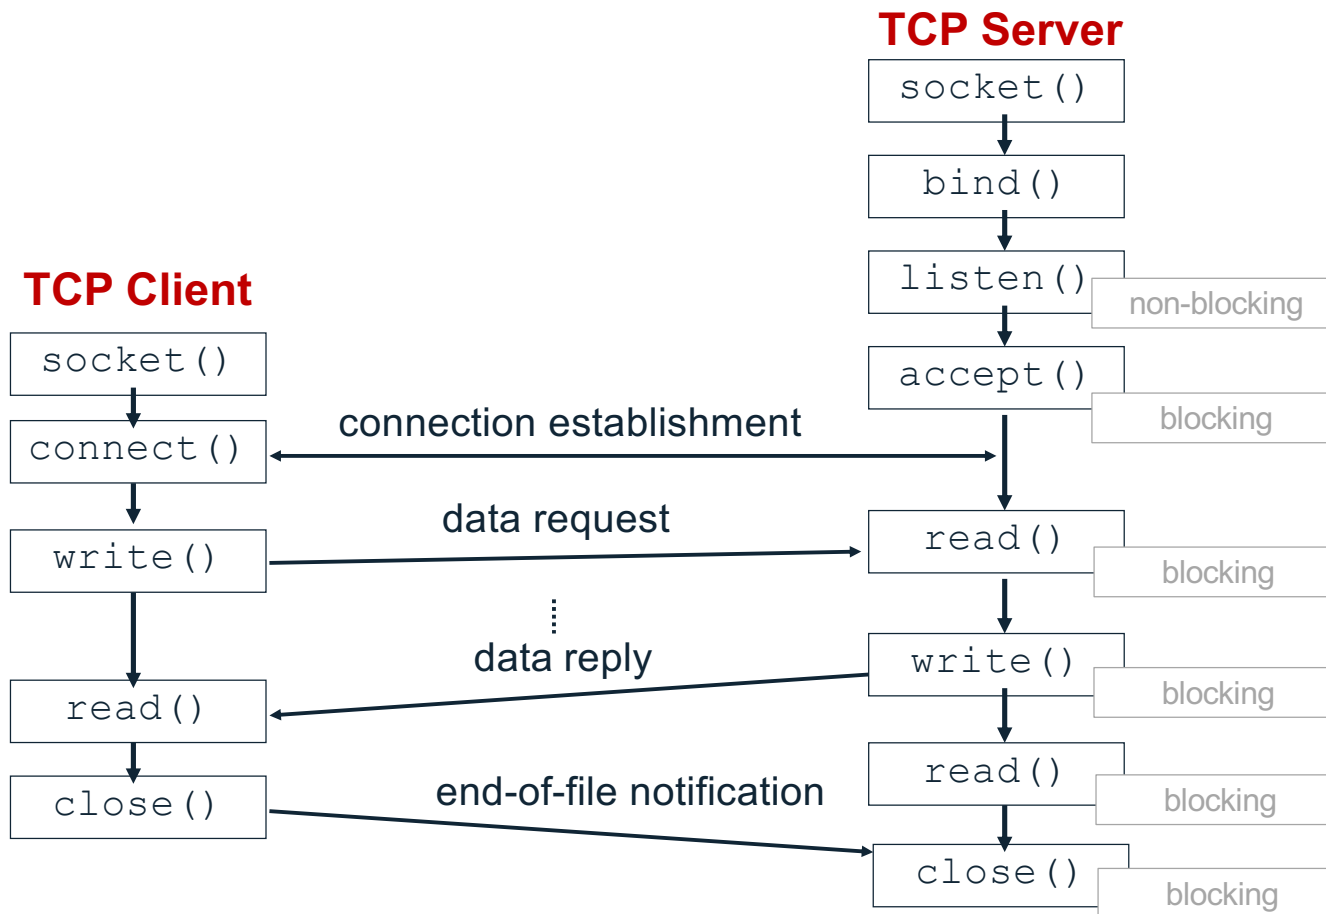 TCP Server
socket()
bind()
listen()
non-blocking
accept()
blocking
TCP Client
socket()
connect()
connection establishment
write()
data request
read()
blocking
data reply
write()
blocking
read()
read()
blocking
close()
end-of-file notification
close()
blocking